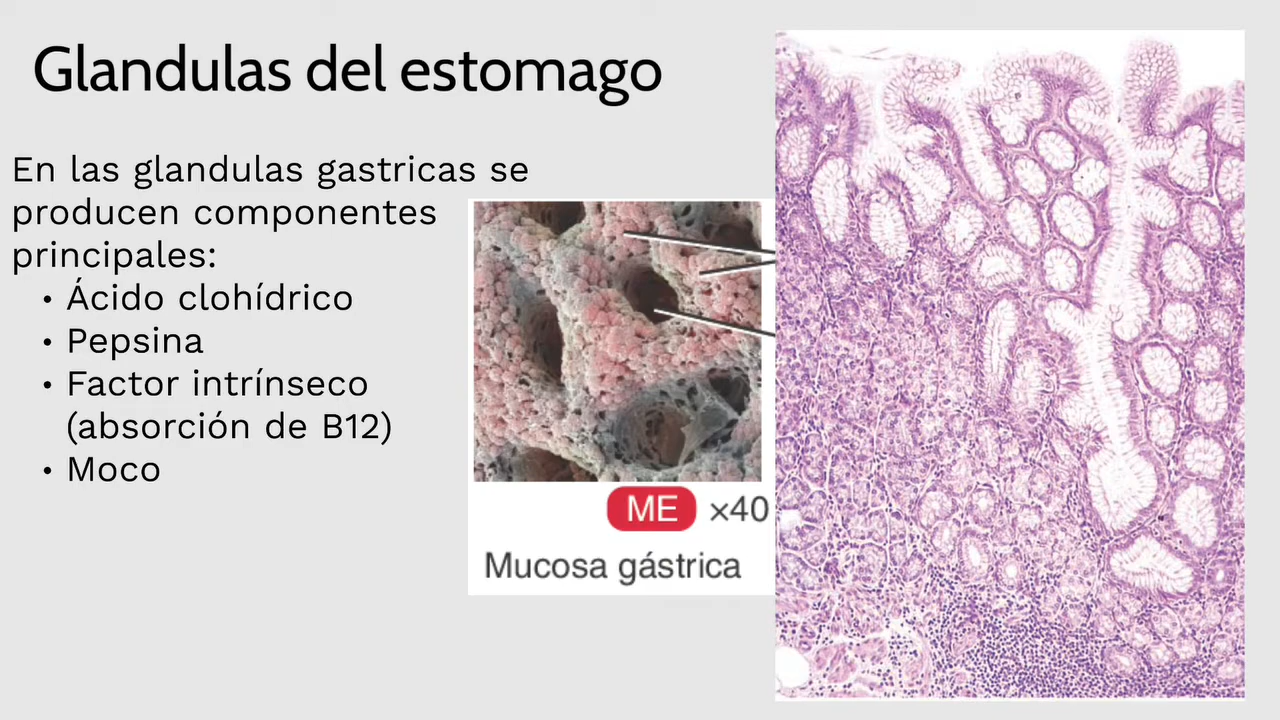 Glandulas del estomago
En las glandulas gastricas se
producen componentes
principales:
• Ácido clohídrico
• Pepsina
• Factor intrínseco
(absorción de B12)
• Moco
ME ×40
Mucosa gástrica